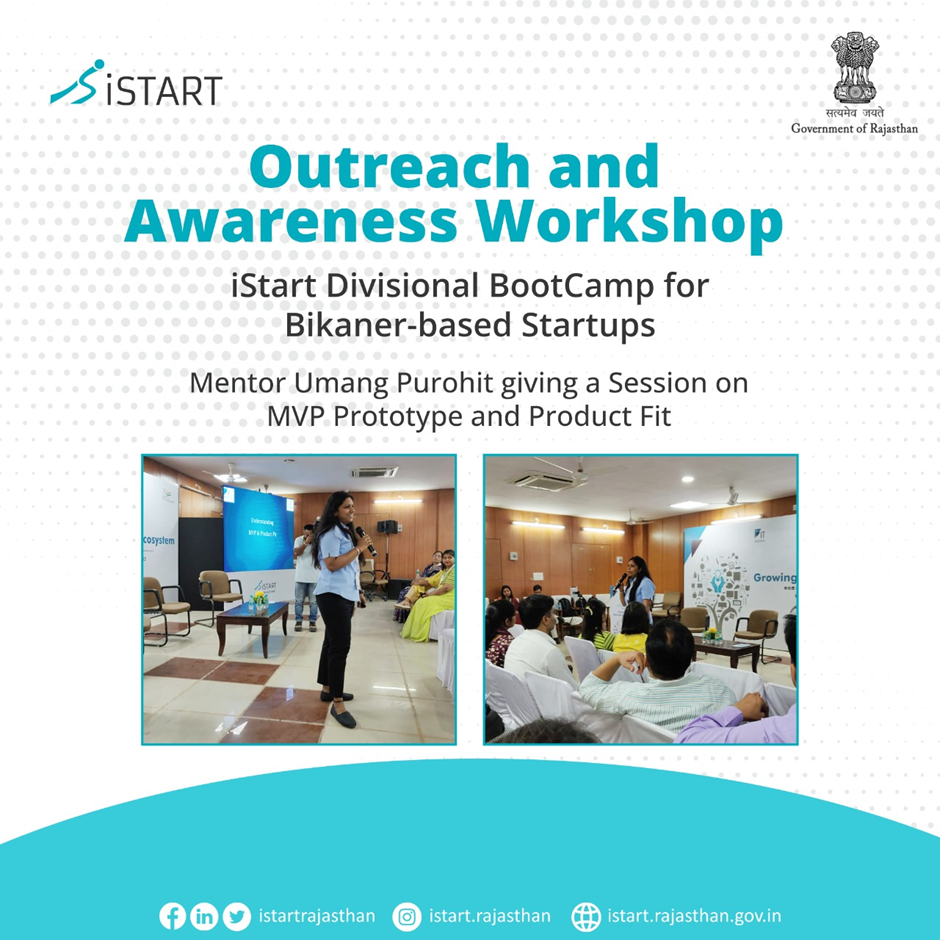 iSTART
सत्यमेव जयते
Government of Rajasthan
Outreach and
Awareness Workshop
iStart Divisional BootCamp for
Bikaner-based Startups
Mentor Umang Purohit giving a Session on
MVP Prototype and Product Fit
cosystem
Understanding
MVP & Product Fit
iSTART
iT
Growing
istartrajasthan
istart.rajasthan
istart.rajasthan.gov.in